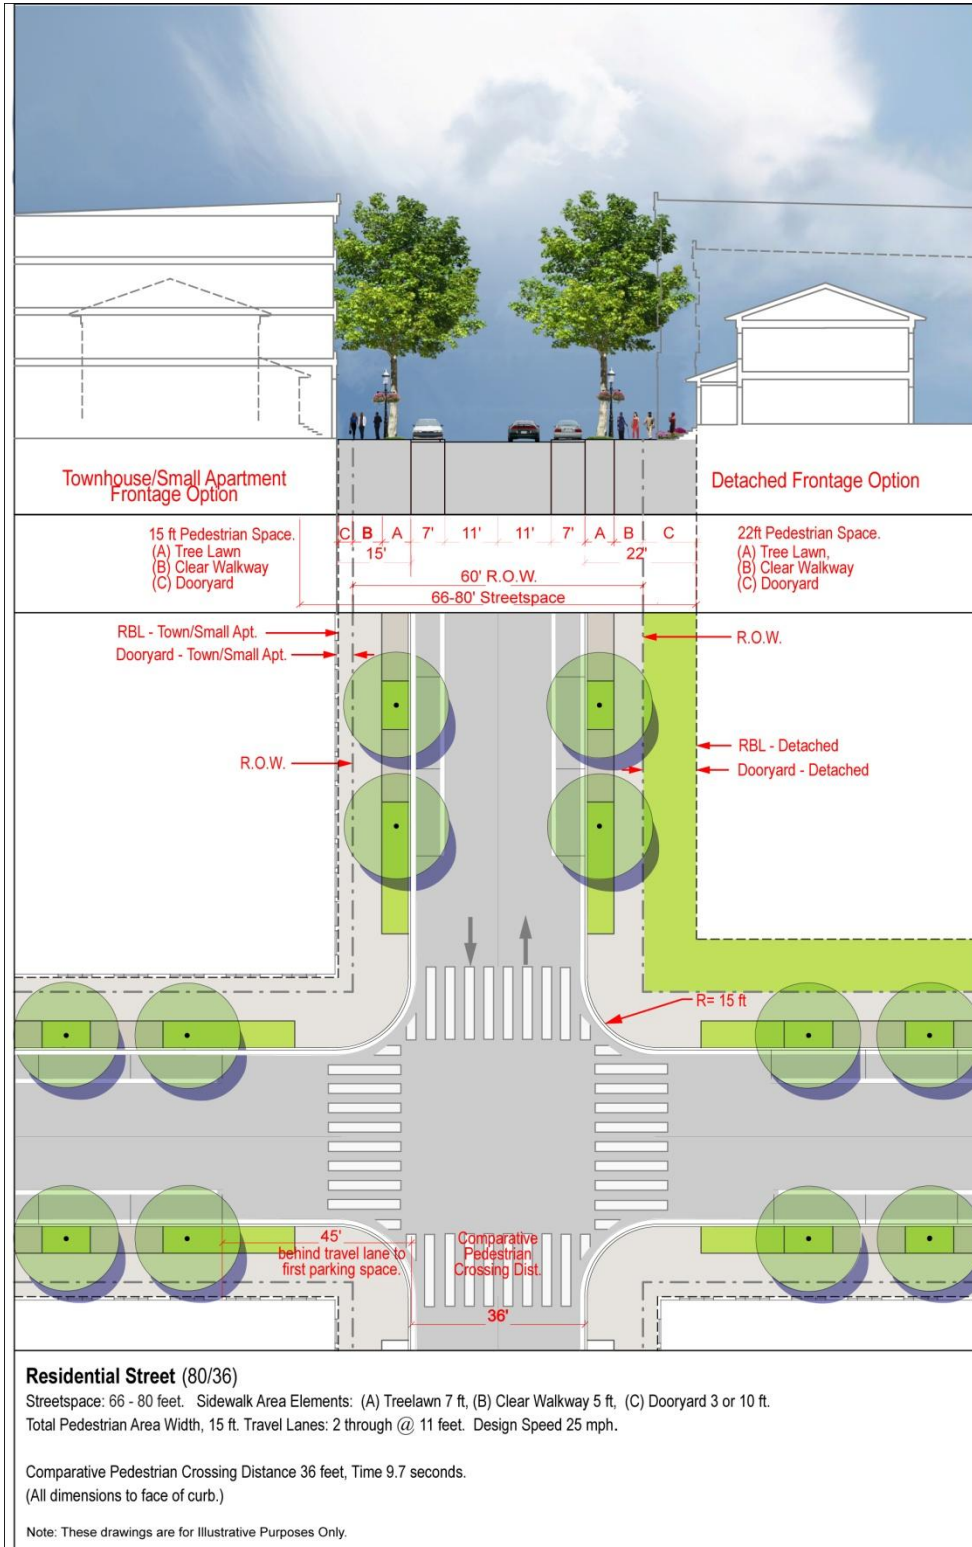 Townhouse/Small Apartment
Frontage Option
Detached Frontage Option
15 ft Pedestrian Space.
(A) Tree Lawn
(B) Clear Walkway
(C) Dooryard
C B A 7' 11' 11' 7' A B C
15' 22'
60' R.O.W.
66-80' Streetspace
22ft Pedestrian Space.
(A) Tree Lawn,
(B) Clear Walkway
(C) Dooryard
RBL - Town/Small Apt.
Dooryard - Town/Small Apt.
R.O.W.
R.O.W.
RBL - Detached
Dooryard - Detached
R= 15 ft
45'
behind travel lane to
first parking space.
Comparative
Pedestrian
Crossing Dist.
36'
Residential Street (80/36)
Streetspace: 66 - 80 feet. Sidewalk Area Elements: (A) Treelawn 7 ft, (B) Clear Walkway 5 ft, (C) Dooryard 3 or 10 ft.
Total Pedestrian Area Width, 15 ft. Travel Lanes: 2 through @ 11 feet. Design Speed 25 mph.
Comparative Pedestrian Crossing Distance 36 feet, Time 9.7 seconds.
(All dimensions to face of curb.)
Note: These drawings are for Illustrative Purposes Only.